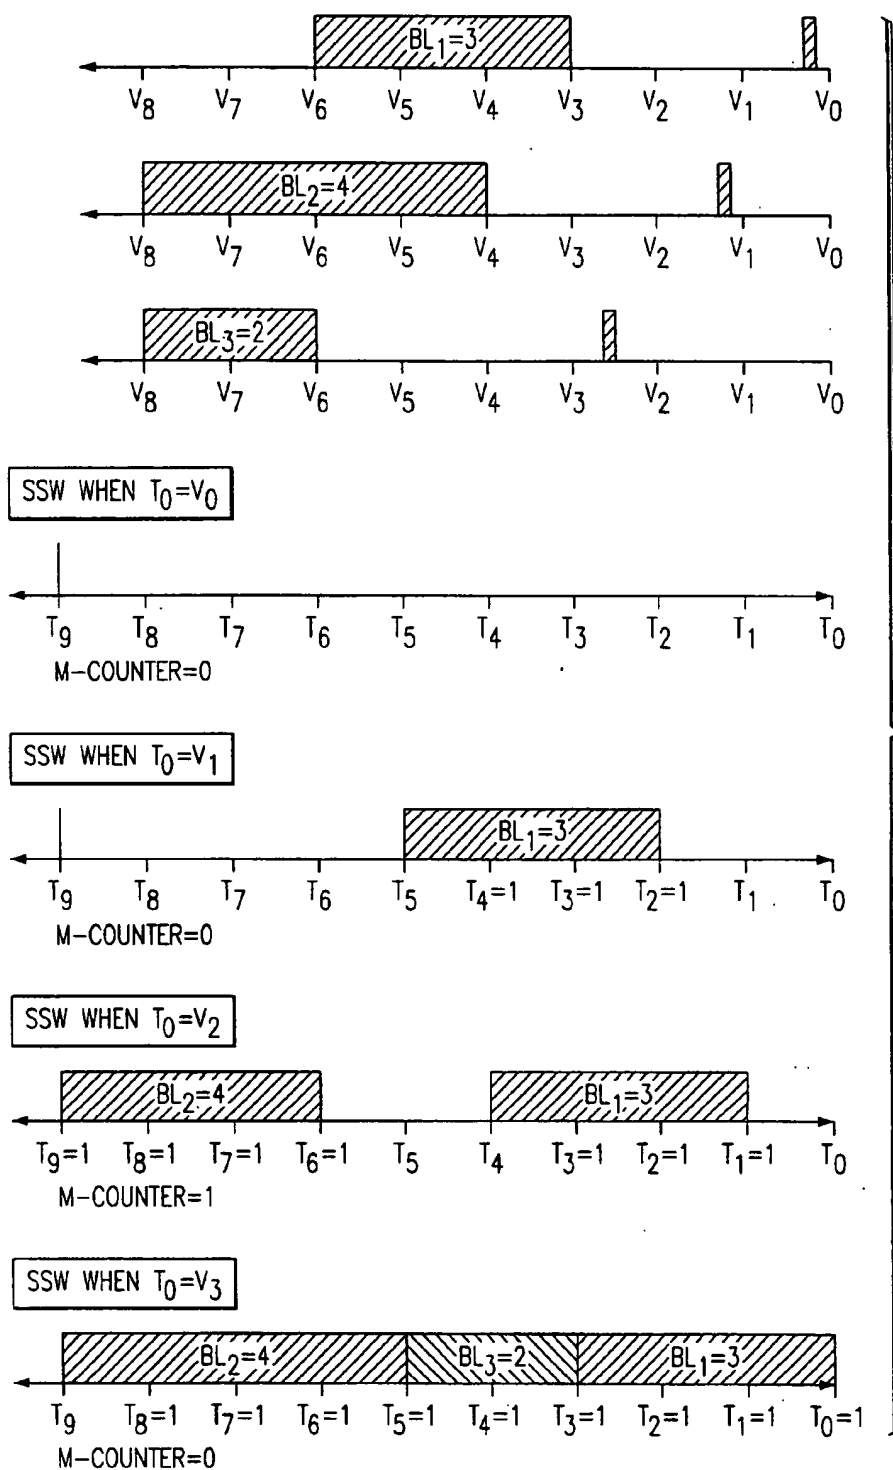 BL₁=3
V₈ V₇ V₆ V₅ V₄ V₃ V₂ V₁ V₀
BL₂=4
V₈ V₇ V₆ V₅ V₄ V₃ V₂ V₁ V₀
BL₃=2
V₈ V₇ V₆ V₅ V₄ V₃ V₂ V₁ V₀
SSW WHEN T₀=V₀
T₉ T₈ T₇ T₆ T₅ T₄ T₃ T₂ T₁ T₀
M-COUNTER=0
SSW WHEN T₀=V₁
BL₁=3
T₉ T₈ T₇ T₆ T₅ T₄=1 T₃=1 T₂=1 T₁ T₀
M-COUNTER=0
SSW WHEN T₀=V₂
BL₂=4 BL₁=3
T₉=1 T₈=1 T₇=1 T₆=1 T₅ T₄ T₃=1 T₂=1 T₁=1 T₀
M-COUNTER=1
SSW WHEN T₀=V₃
BL₂=4 BL₃=2 BL₁=3
T₉ T₈=1 T₇=1 T₆=1 T₅=1 T₄=1 T₃=1 T₂=1 T₁=1 T₀=1
M-COUNTER=0